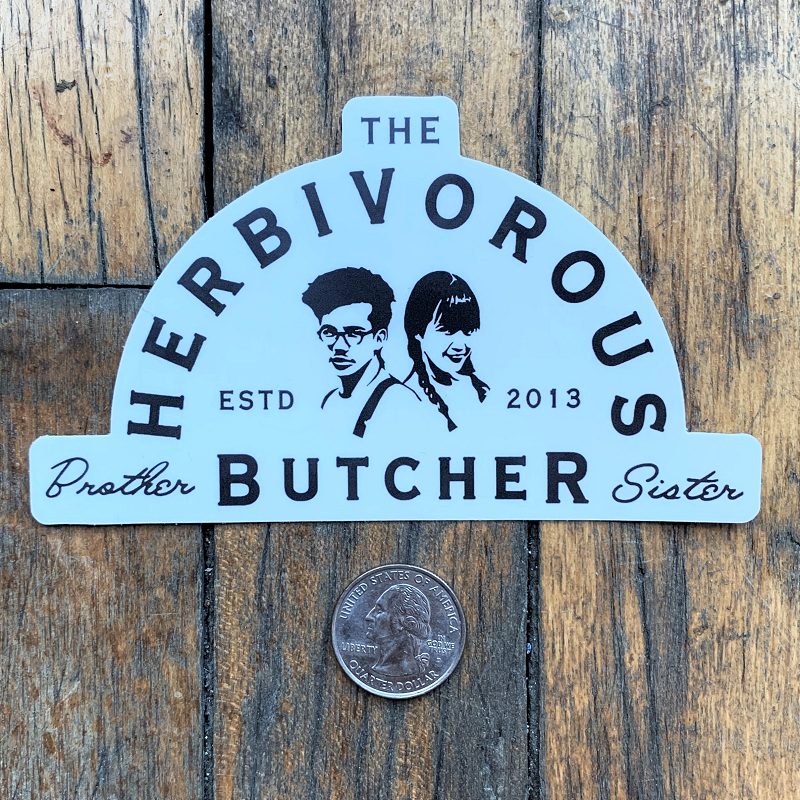 THE
HERBIVOROUS
ESTD 2013
Brother BUTCHER Sister
UNITED STATES OF AMERICA
LIBERTY
IN
GOD WE
TRUST
QUARTER DOLLAR